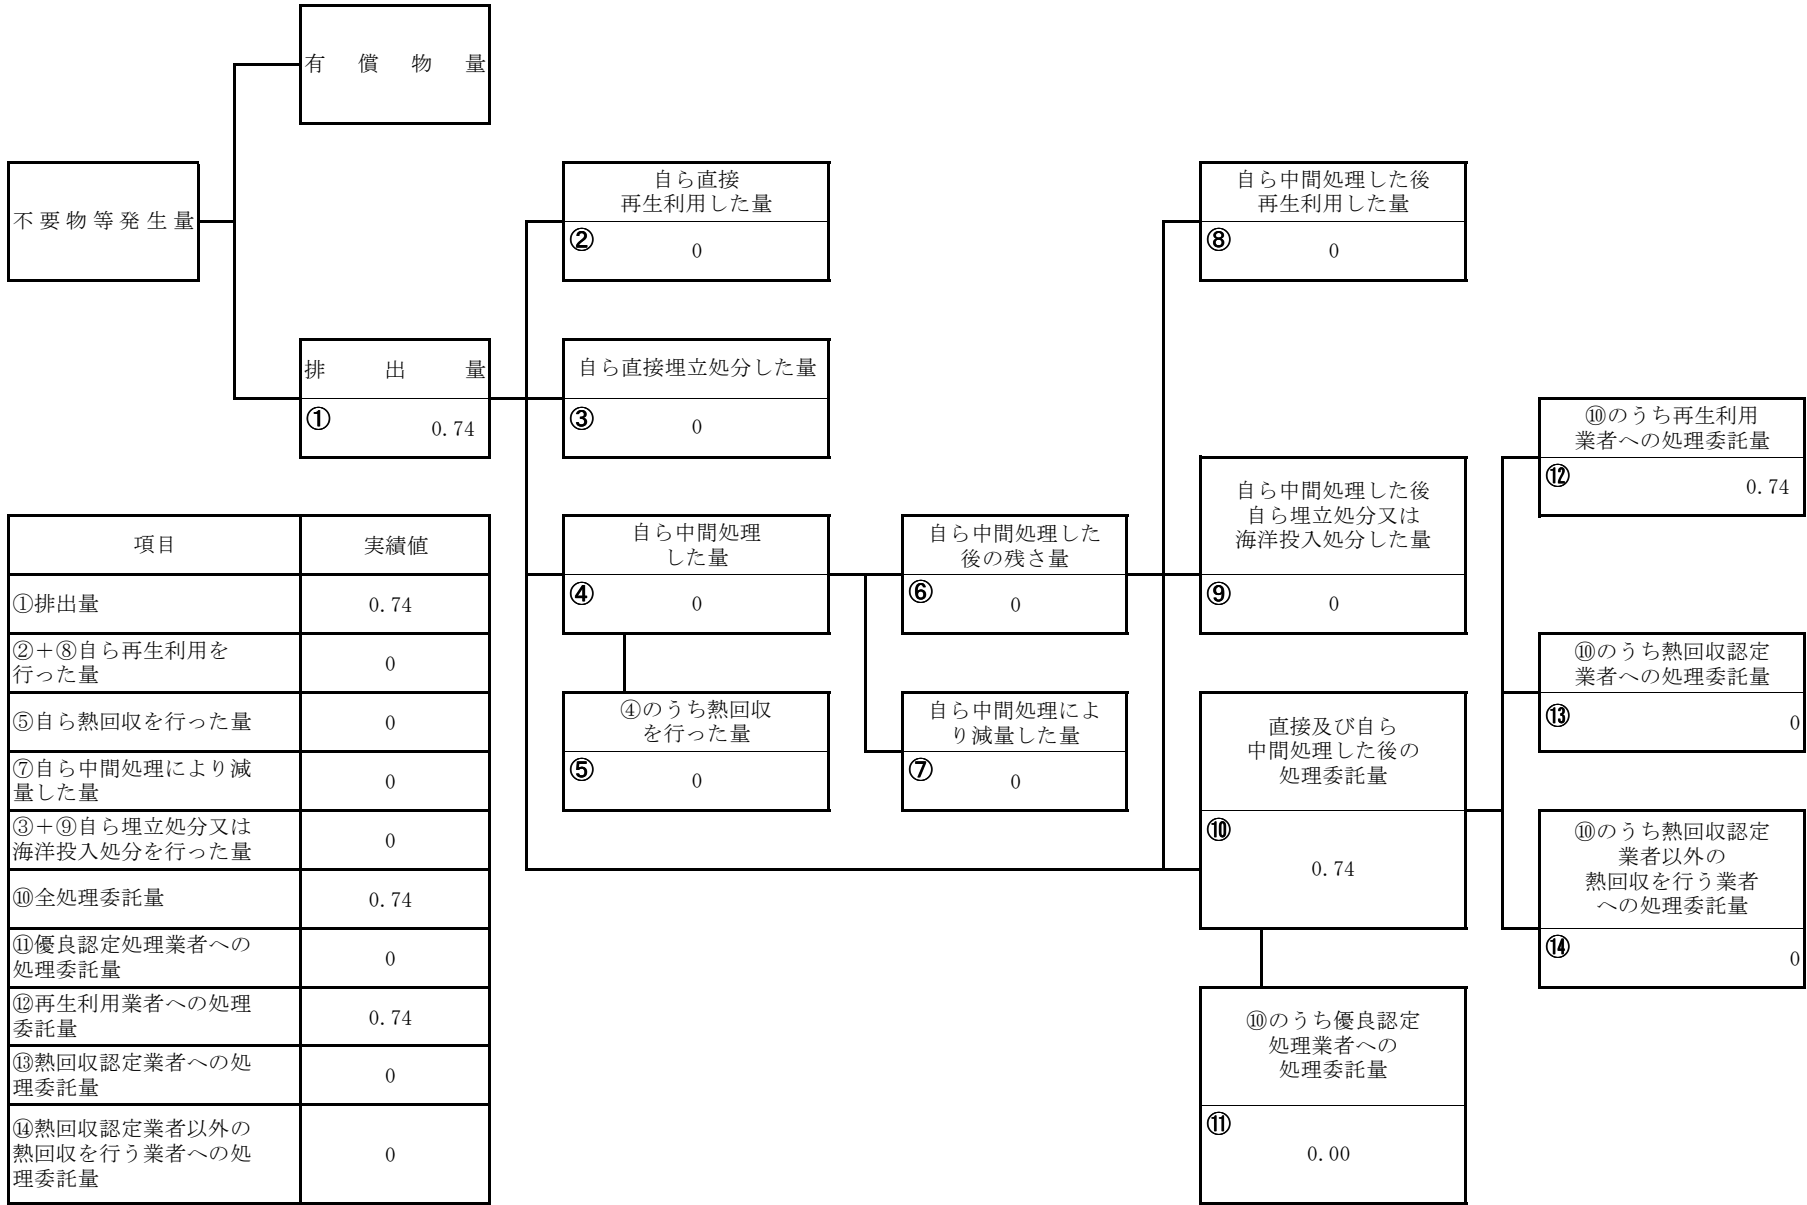 有償物量
不要物等発生量
排出量
①
0.74
自ら直接
再生利用した量
②
0
自ら直接埋立処分した量
③
0
自ら中間処理
した量
④
0
④のうち熱回収
を行った量
⑤
0
自ら中間処理した
後の残さ量
⑥
0
自ら中間処理によ
り減量した量
⑦
0
自ら中間処理した後
再生利用した量
⑧
0
自ら中間処理した後
自ら埋立処分又は
海洋投入処分した量
⑨
0
直接及び自ら
中間処理した後の
処理委託量
⑩
0.74
⑩のうち優良認定
処理業者への
処理委託量
⑪
0.00
⑩のうち再生利用
業者への処理委託量
⑫
0.74
⑩のうち熱回収認定
業者への処理委託量
⑬
0
⑩のうち熱回収認定
業者以外の
熱回収を行う業者
への処理委託量
⑭
0
項目 実績値
①排出量 0.74
②＋⑧自ら再生利用を
行った量 0
⑤自ら熱回収を行った量 0
⑦自ら中間処理により減
量した量 0
③＋⑨自ら埋立処分又は
海洋投入処分を行った量 0
⑩全処理委託量 0.74
⑪優良認定処理業者への
処理委託量 0
⑫再生利用業者への処理
委託量 0.74
⑬熱回収認定業者への処
理委託量 0
⑭熱回収認定業者以外の
熱回収を行う業者への処 0
理委託量